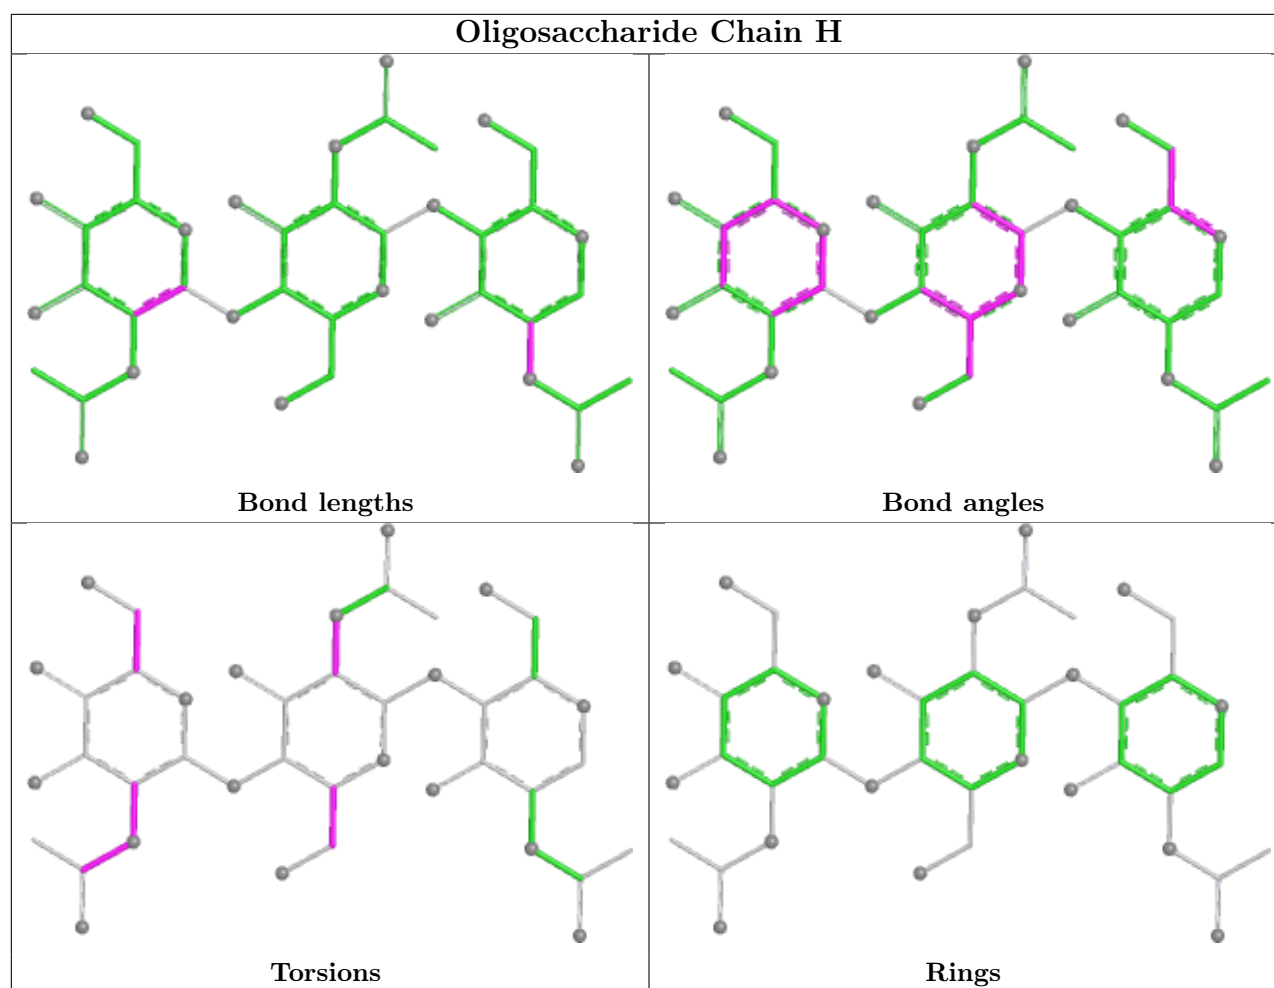 Oligosaccharide Chain H
Bond lengths
Bond angles
Torsions
Rings